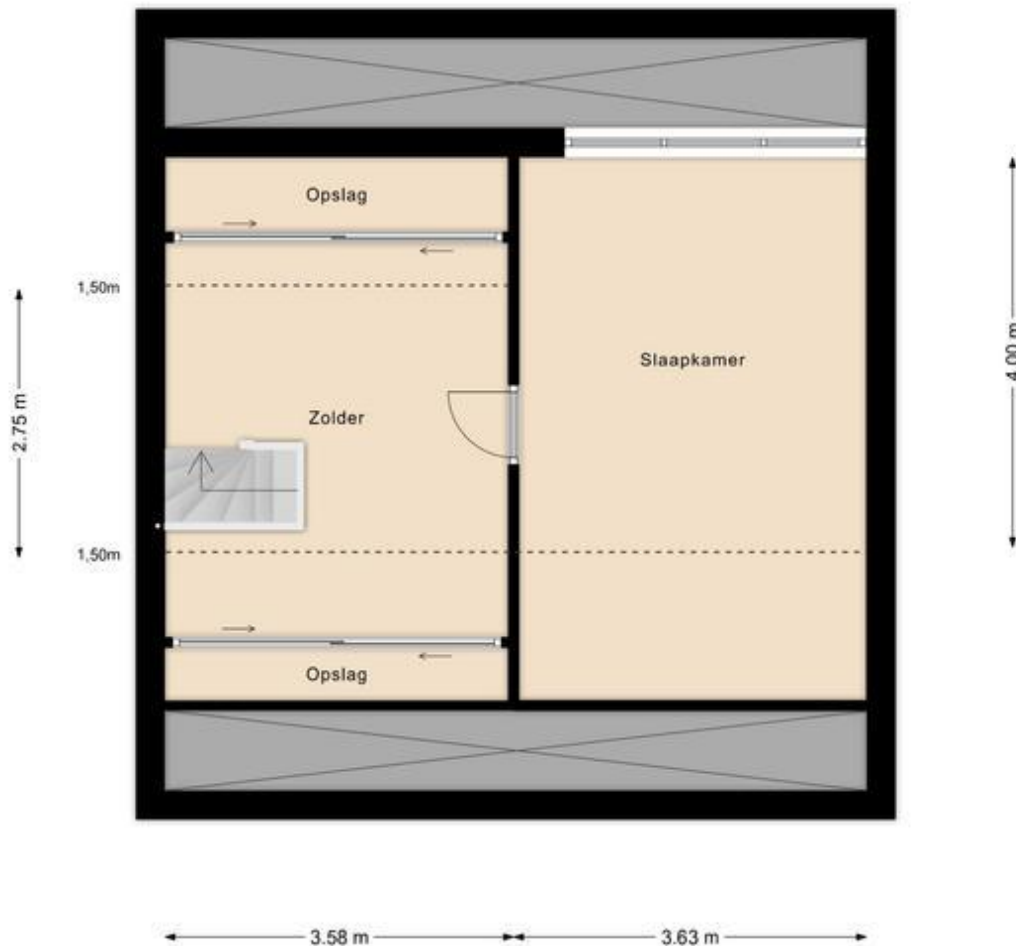 Opslag
1,50m
Slaapkamer
4.00 m
2.75 m
Zolder
1,50m
Opslag
3.58 m
3.63 m